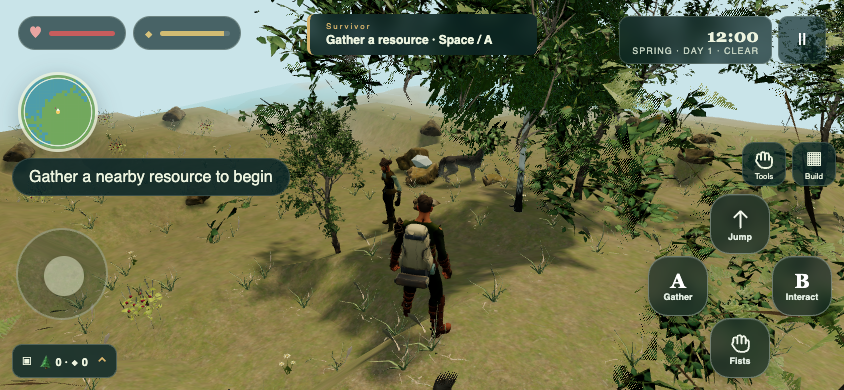 Survivor
Gather a resource · Space / A
12:00
SPRING · DAY 1 · CLEAR
Gather a nearby resource to begin
Tools
Build
Jump
A
Gather
B
Interact
Fists
0 · ◆ 0